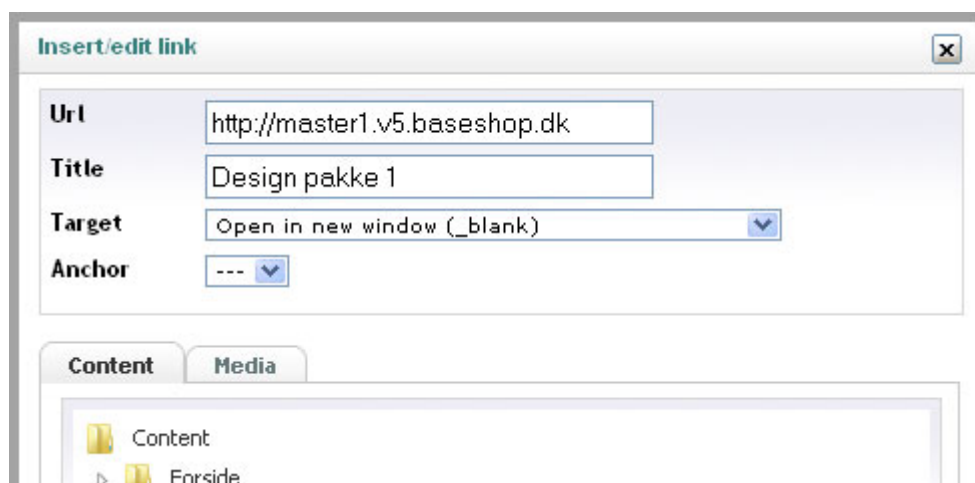 Insert/edit link
Url http://master1.v5.baseshop.dk
Title Design pakke 1
Target Open in new window (_blank)
Anchor ---
Content Media
Content
Forside